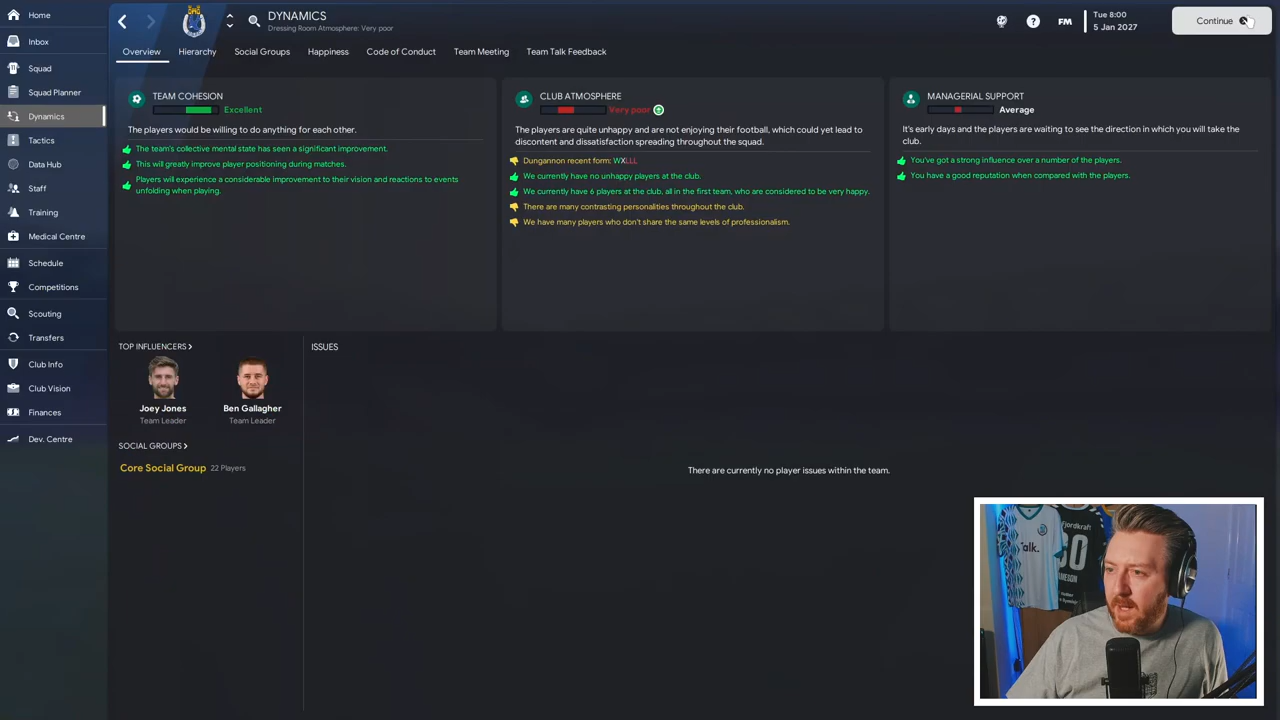 Home
Inbox
Squad
Squad Planner
Dynamics
Tactics
Data Hub
Staff
Training
Medical Centre
Schedule
Competitions
Scouting
Transfers
Club Info
Club Vision
Finances
Dev. Centre
DYNAMICS
Dressing Room Atmosphere: Very poor
FM
Tue 8:00
5 Jan 2027
Continue
Overview
Hierarchy
Social Groups
Happiness
Code of Conduct
Team Meeting
Team Talk Feedback
TEAM COHESION
Excellent
The players would be willing to do anything for each other.
The team's collective mental state has seen a significant improvement.
This will greatly improve player positioning during matches.
Players will experience a considerable improvement to their vision and reactions to events
unfolding when playing.
CLUB ATMOSPHERE
Very poor
The players are quite unhappy and are not enjoying their football, which could yet lead to
discontent and dissatisfaction spreading throughout the squad.
Dungannon recent form: WXLLL
We currently have no unhappy players at the club.
We currently have 6 players at the club, all in the first team, who are considered to be very happy.
There are many contrasting personalities throughout the club.
We have many players who don't share the same levels of professionalism.
MANAGERIAL SUPPORT
Average
It's early days and the players are waiting to see the direction in which you will take the
club.
You've got a strong influence over a number of the players.
You have a good reputation when compared with the players.
TOP INFLUENCERS
Joey Jones
Team Leader
Ben Gallagher
Team Leader
SOCIAL GROUPS
Core Social Group 22 Players
ISSUES
There are currently no player issues within the team.
Talk.
fjordkraft
30
JAMESON